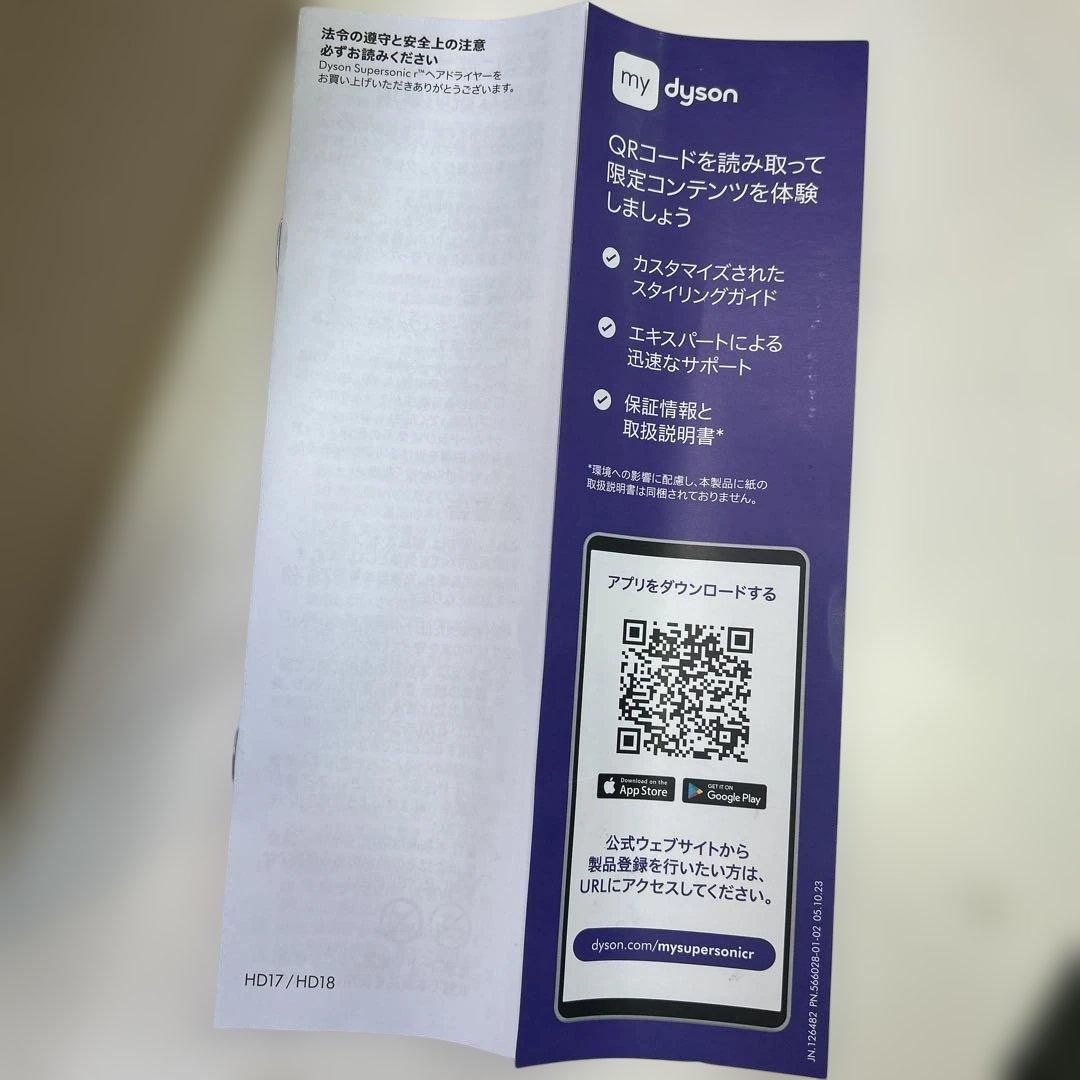 法令の遵守と安全上の注意
必ずお読みください
Dyson Supersonic r™ヘアドライヤーを
お買い上げいただきありがとうございます。
HD17 / HD18
my dyson
QRコードを読み取って
限定コンテンツを体験
しましょう
カスタマイズされた
スタイリングガイド
エキスパートによる
迅速なサポート
保証情報と
取扱説明書*
*環境への影響に配慮し、本製品に紙の
取扱説明書は同梱されておりません。
アプリをダウンロードする
Download on the
App Store
GET IT ON
Google Play
公式ウェブサイトから
製品登録を行いたい方は、
URLにアクセスしてください。
dyson.com/mysupersonicr
JN.126482 PN.566028-01-02 05.10.23